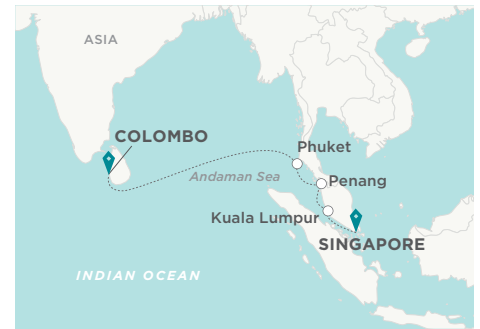 ASIA
COLOMBO
Phuket
Andaman Sea
Penang
Kuala Lumpur
SINGAPORE
INDIAN OCEAN